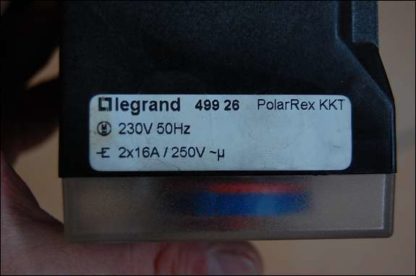 legrand 499 26 PolarRex KKT
230V 50Hz
2x16A / 250V ~µ